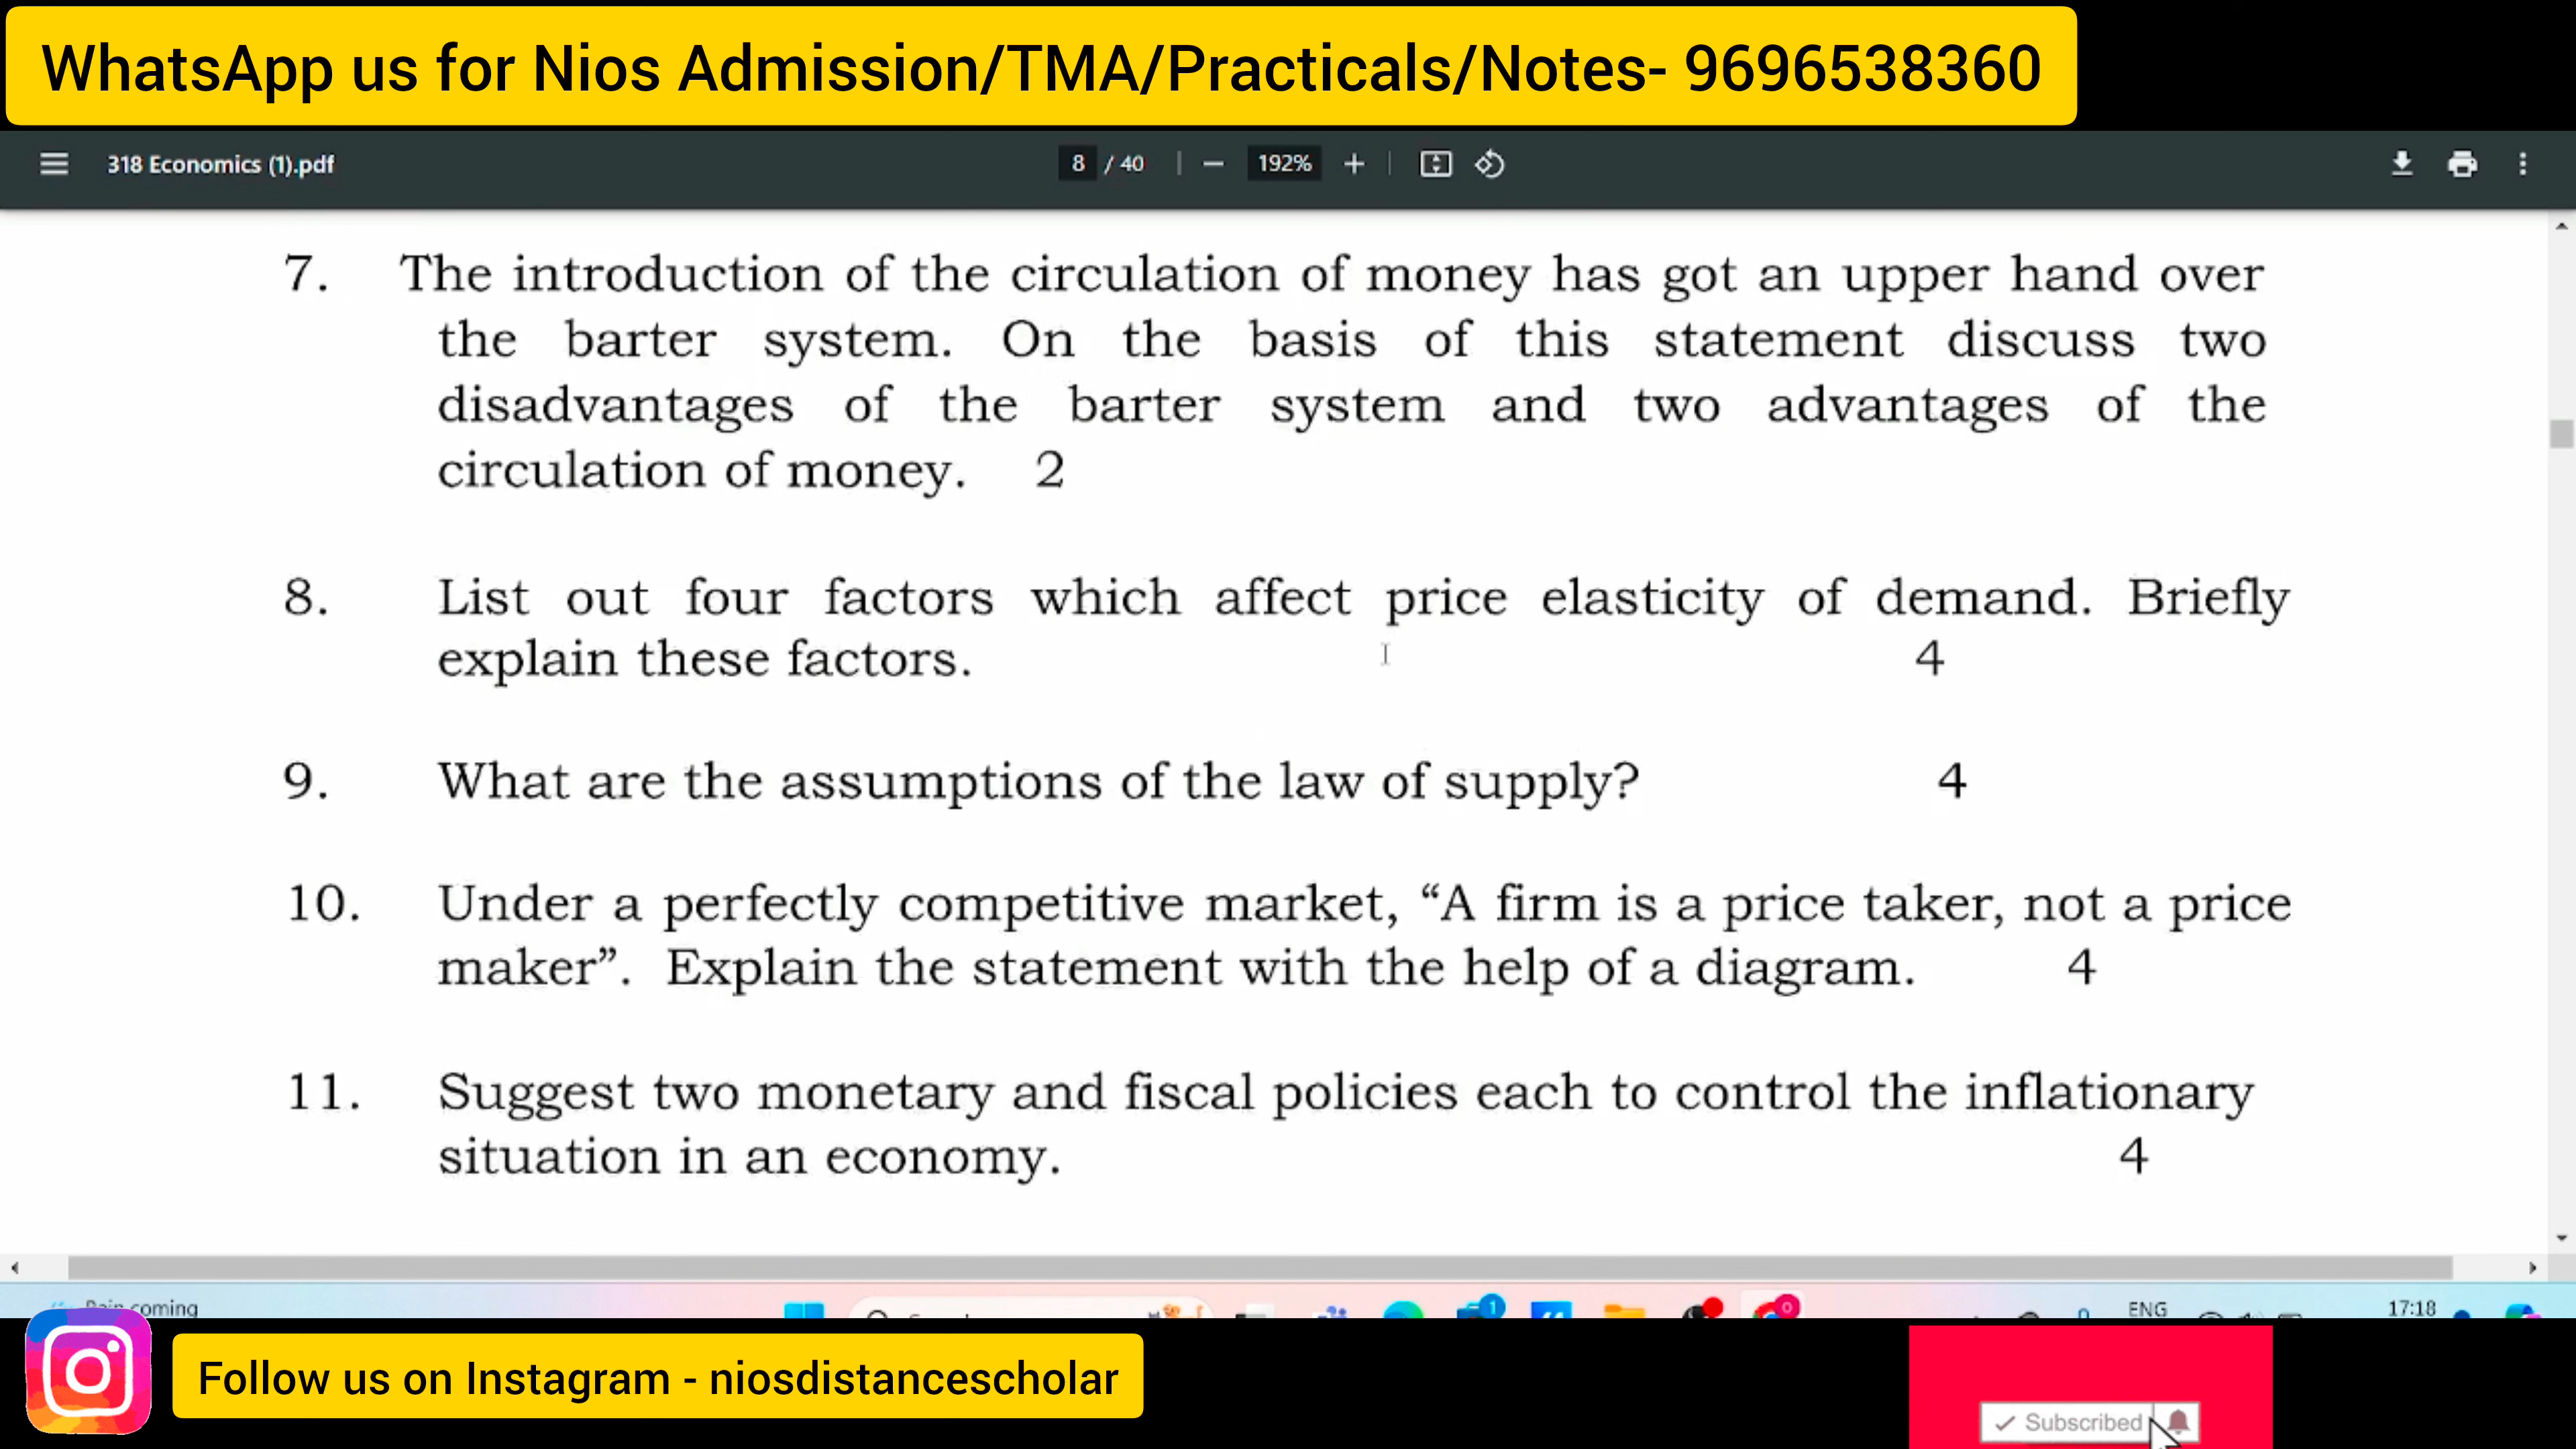 WhatsApp us for Nios Admission/TMA/Practicals/Notes- 9696538360
318 Economics (1).pdf
8 / 40
192%
7. The introduction of the circulation of money has got an upper hand over
the barter system. On the basis of this statement discuss two
disadvantages of the barter system and two advantages of the
circulation of money. 2
8. List out four factors which affect price elasticity of demand. Briefly
explain these factors. 4
9. What are the assumptions of the law of supply? 4
10. Under a perfectly competitive market, “A firm is a price taker, not a price
maker”. Explain the statement with the help of a diagram. 4
11. Suggest two monetary and fiscal policies each to control the inflationary
situation in an economy. 4
Rain coming
1
0
ENG
17:18
Follow us on Instagram - niosdistancescholar
Subscribed